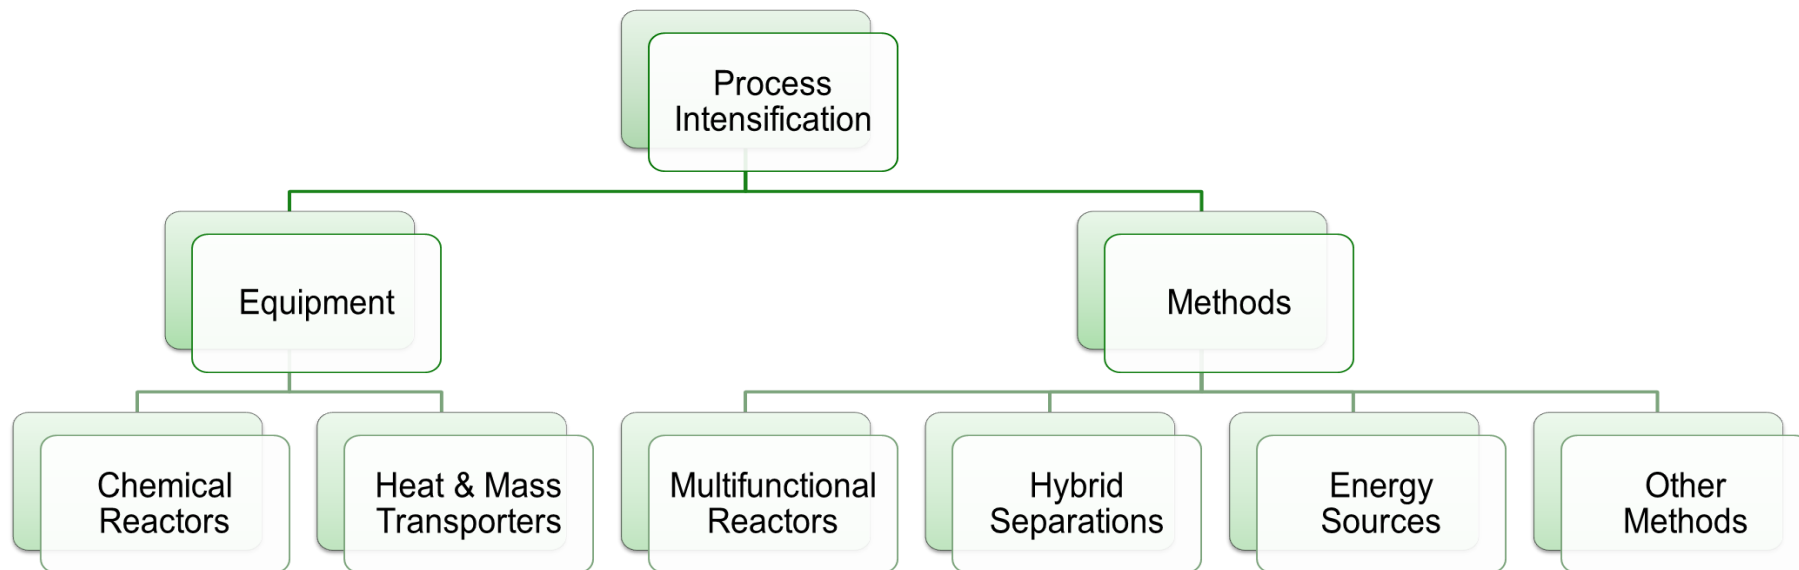 Process
Intensification
Equipment
Methods
Chemical
Reactors
Heat & Mass
Transporters
Multifunctional
Reactors
Hybrid
Separations
Energy
Sources
Other
Methods